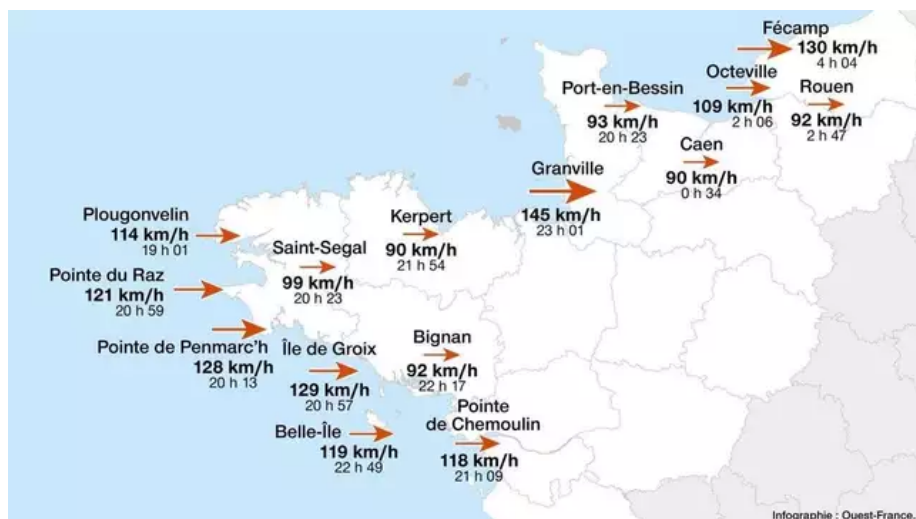 Fécamp
130 km/h
4 h 04
Octeville
109 km/h
2 h 06
Rouen
92 km/h
2 h 47
Port-en-Bessin
93 km/h
20 h 23
Caen
90 km/h
0 h 34
Granville
145 km/h
23 h 01
Plougonvelin
114 km/h
19 h 01
Kerpert
90 km/h
21 h 54
Saint-Segal
99 km/h
20 h 23
Pointe du Raz
121 km/h
20 h 59
Pointe de Penmarc'h
128 km/h
20 h 13
Île de Groix
129 km/h
20 h 57
Bignan
92 km/h
22 h 17
Belle-Île
119 km/h
22 h 49
Pointe
de Chemoulin
118 km/h
21 h 09
Infographie : Ouest-France.